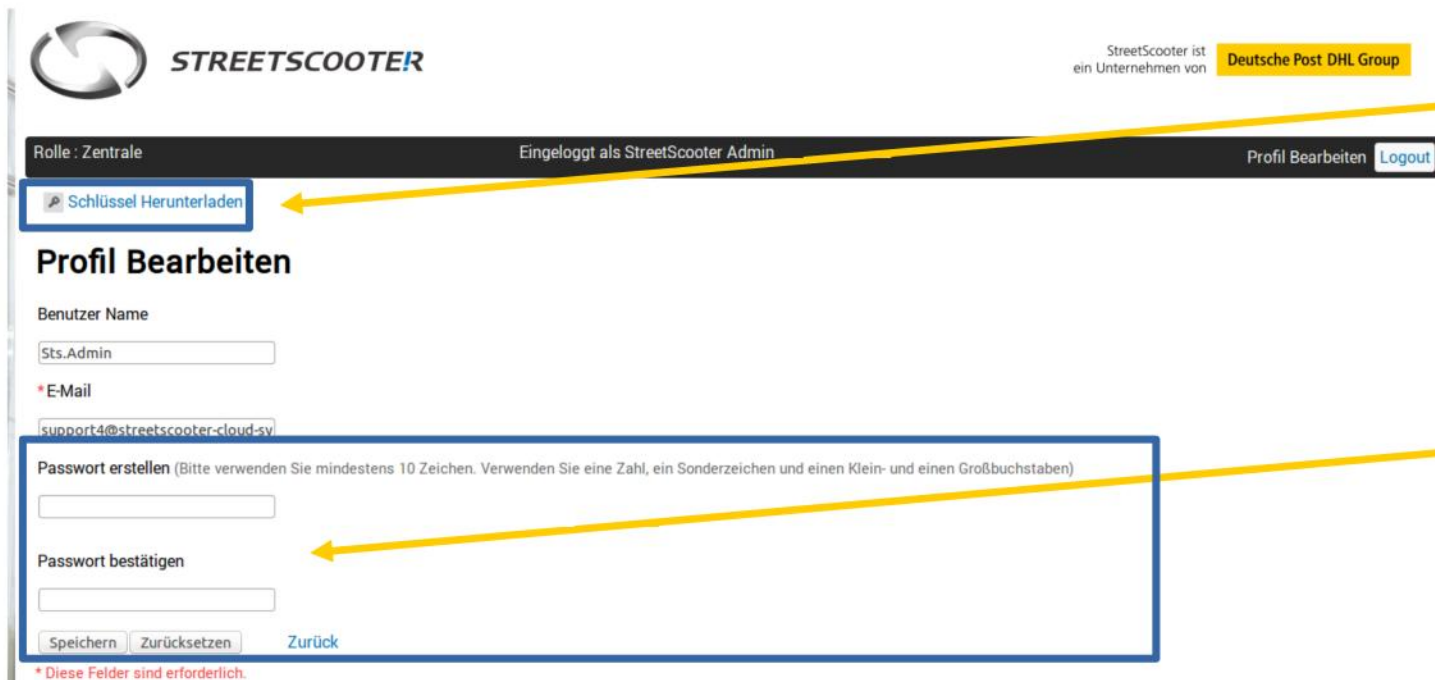 STREETSCOOTER
StreetScooter ist
ein Unternehmen von
Deutsche Post DHL Group
Rolle : Zentrale
Eingeloggt als StreetScooter Admin
Profil Bearbeiten
Logout
Schlüssel Herunterladen
Profil Bearbeiten
Benutzer Name
Sts.Admin
*E-Mail
support4@streetscooter-cloud-sy
Passwort erstellen (Bitte verwenden Sie mindestens 10 Zeichen. Verwenden Sie eine Zahl, ein Sonderzeichen und einen Klein- und einen Großbuchstaben)
Passwort bestätigen
Speichern Zurücksetzen Zurück
* Diese Felder sind erforderlich.